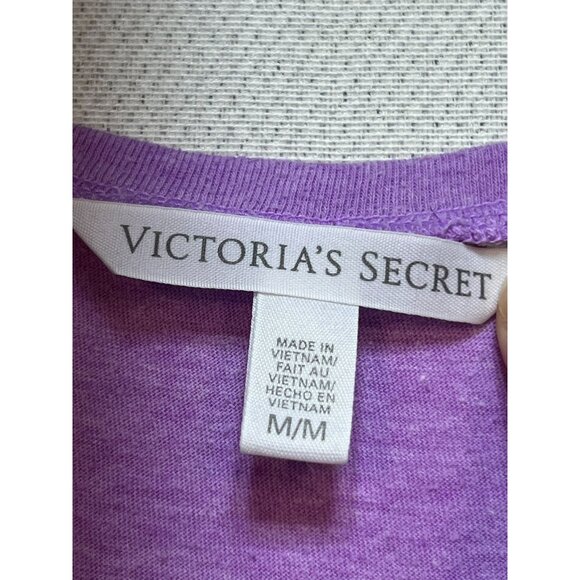 VICTORIA'S SECRET
MADE IN
VIETNAM/
FAIT AU
VIETNAM/
HECHO EN
VIETNAM
M/M